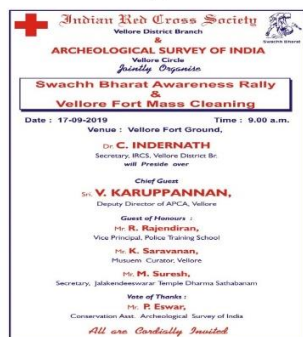 Indian Red Cross Society
Vellore District Branch
&
Swachh Bharat
ARCHEOLOGICAL SURVEY OF INDIA
Vellore Circle
Jointly Organise
Swachh Bharat Awareness Rally
&
Vellore Fort Mass Cleaning
Date : 17-09-2019 Time : 9.00 a.m.
Venue : Vellore Fort Ground,
Dr. C. INDERNATH
Secretary, IRCS, Vellore District Br.
will Preside over
Chief Guest
Sri. V. KARUPPANNAN,
Deputy Director of APCA, Vellore
Guest of Honours :
Mr. R. Rajendiran,
Vice Principal, Police Training School
Mr. K. Saravanan,
Musuem Curator, Vellore
Mr. M. Suresh,
Secretary, Jalakendeeswarar Temple Dharma Sathabanam
Vote of Thanks :
Mr. P. Eswar,
Conservation Asst. Archeological Survey of India
All are Cordially Invited